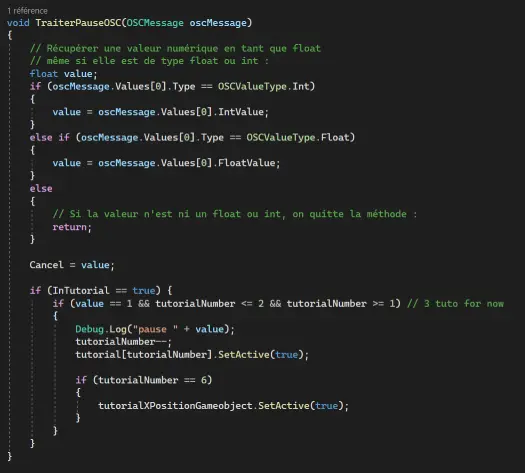 1 référence
void TraiterPauseOSC(OSCMessage oscMessage)
{
// Récupérer une valeur numérique en tant que float
// même si elle est de type float ou int :
float value;
if (oscMessage.Values[0].Type == OSCValueType.Int)
{
value = oscMessage.Values[0].IntValue;
}
else if (oscMessage.Values[0].Type == OSCValueType.Float)
{
value = oscMessage.Values[0].FloatValue;
}
else
{
// Si la valeur n'est ni un float ou int, on quitte la méthode :
return;
}
Cancel = value;
if (InTutorial == true) {
if (value == 1 && tutorialNumber <= 2 && tutorialNumber >= 1) // 3 tuto for now
{
Debug.Log("pause " + value);
tutorialNumber--;
tutorial[tutorialNumber].SetActive(true);
if (tutorialNumber == 6)
{
tutorialXPositionGameobject.SetActive(true);
}
}
}
}